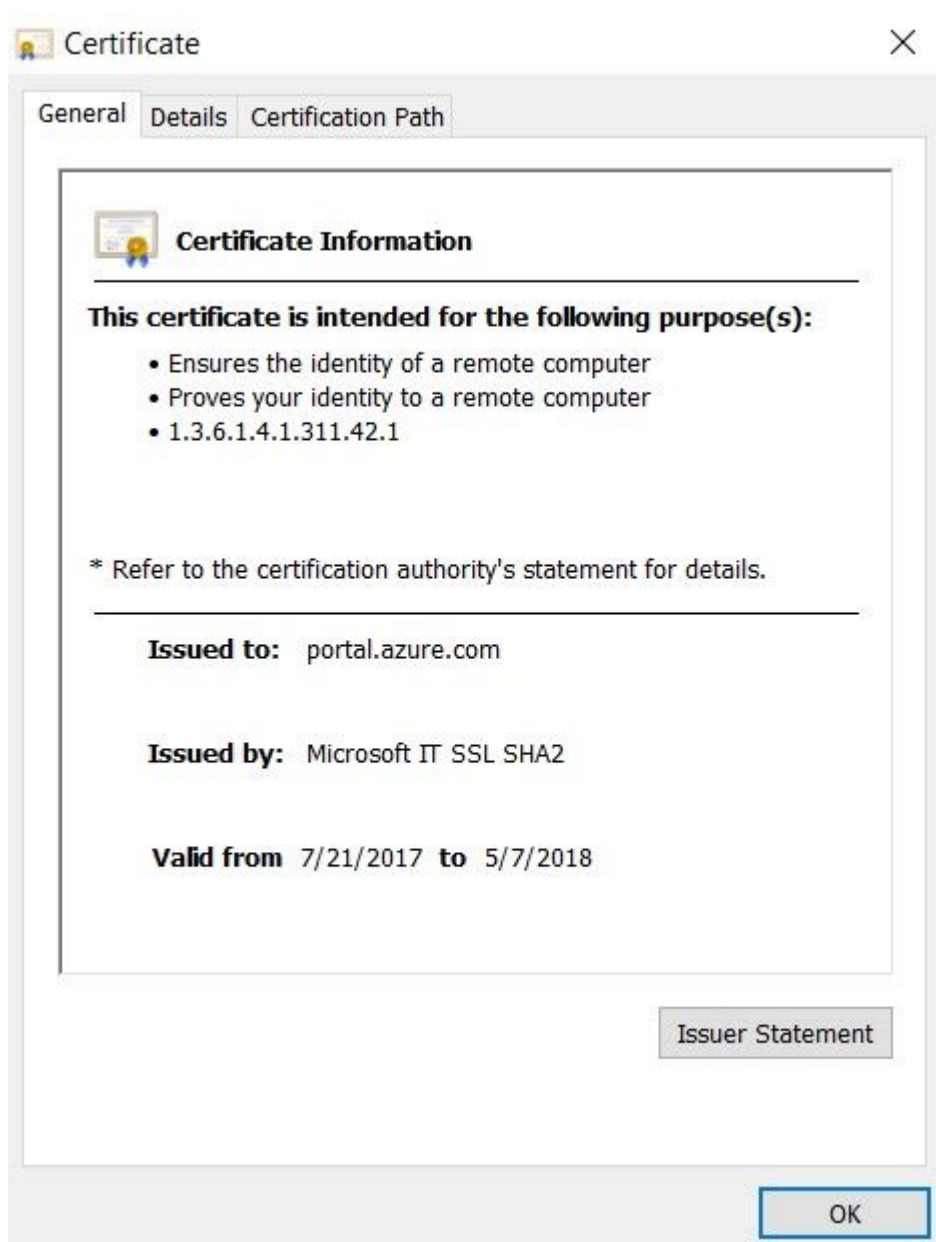 Certificate
General Details Certification Path
Certificate Information
This certificate is intended for the following purpose(s):
• Ensures the identity of a remote computer
• Proves your identity to a remote computer
• 1.3.6.1.4.1.311.42.1
* Refer to the certification authority's statement for details.
Issued to: portal.azure.com
Issued by: Microsoft IT SSL SHA2
Valid from 7/21/2017 to 5/7/2018
Issuer Statement
OK